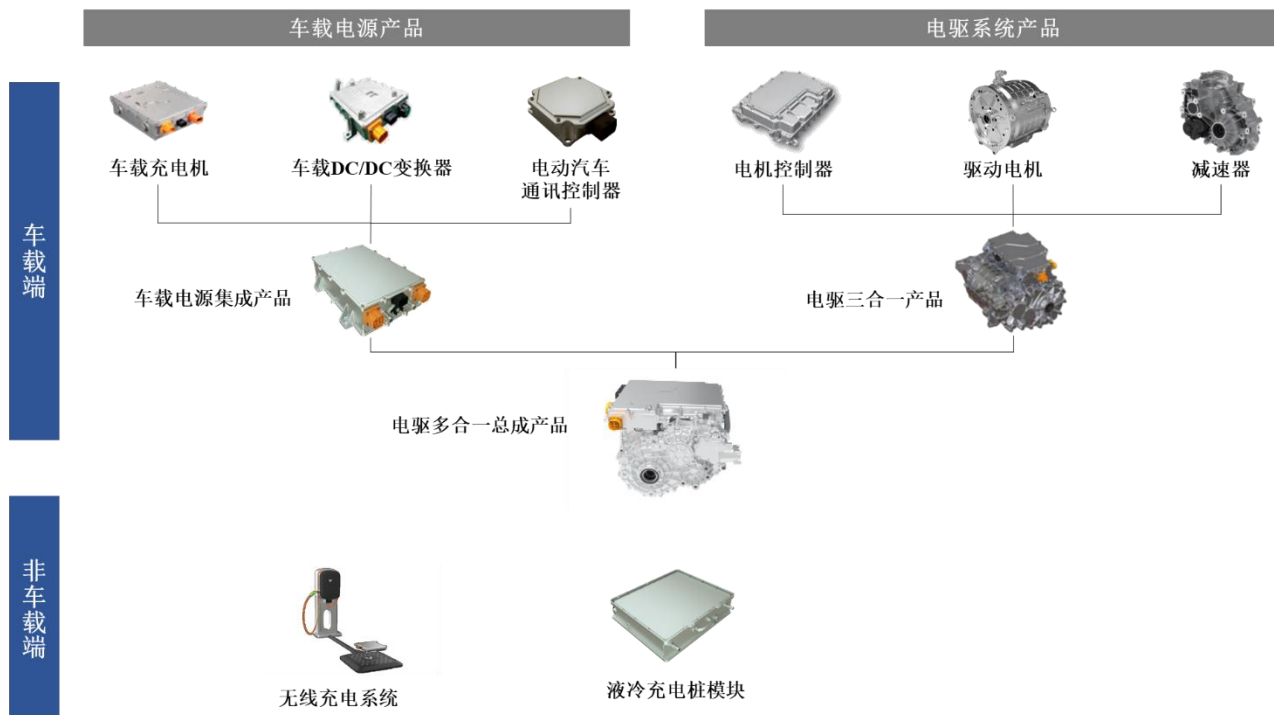 车载电源产品
电驱系统产品
车载端
车载充电机
车载DC/DC变换器
电动汽车
通讯控制器
电机控制器
驱动电机
减速器
车载电源集成产品
电驱三合一产品
电驱多合一总成产品
非车载端
无线充电系统
液冷充电桩模块